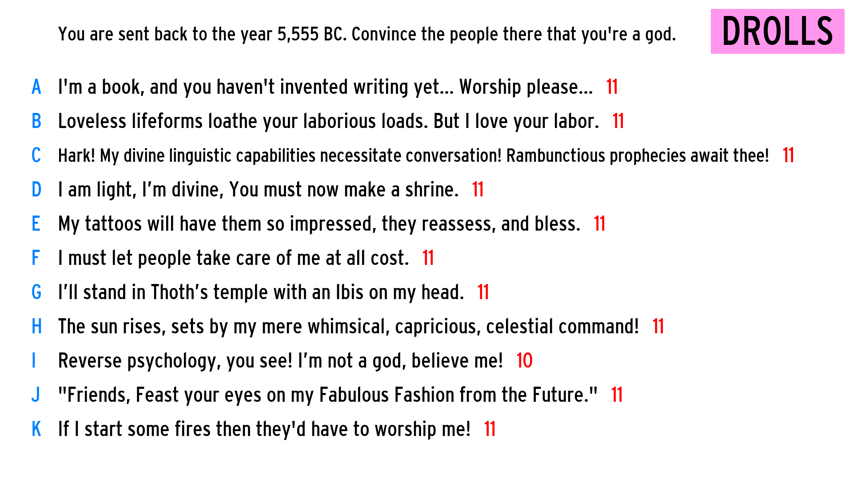 You are sent back to the year 5,555 BC. Convince the people there that you're a god.
DROLLS
A I'm a book, and you haven't invented writing yet... Worship please... 11
B Loveless lifeforms loathe your laborious loads. But I love your labor. 11
C Hark! My divine linguistic capabilities necessitate conversation! Rambunctious prophecies await thee! 11
D I am light, I’m divine, You must now make a shrine. 11
E My tattoos will have them so impressed, they reassess, and bless. 11
F I must let people take care of me at all cost. 11
G I’ll stand in Thoth’s temple with an Ibis on my head. 11
H The sun rises, sets by my mere whimsical, capricious, celestial command! 11
I Reverse psychology, you see! I’m not a god, believe me! 10
J "Friends, Feast your eyes on my Fabulous Fashion from the Future." 11
K If I start some fires then they'd have to worship me! 11